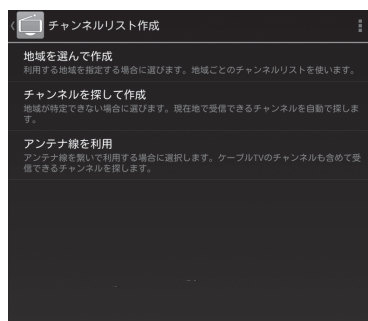 チャンネルリスト作成
地域を選んで作成
利用する地域を指定する場合に選びます。地域ごとのチャンネルリストを使います。
チャンネルを探して作成
地域が特定できない場合に選びます。現在地で受信できるチャンネルを自動で探しま
す。
アンテナ線を利用
アンテナ線を繋いで利用する場合に選択します。ケーブルTVのチャンネルも含めて受
信できるチャンネルを探します。